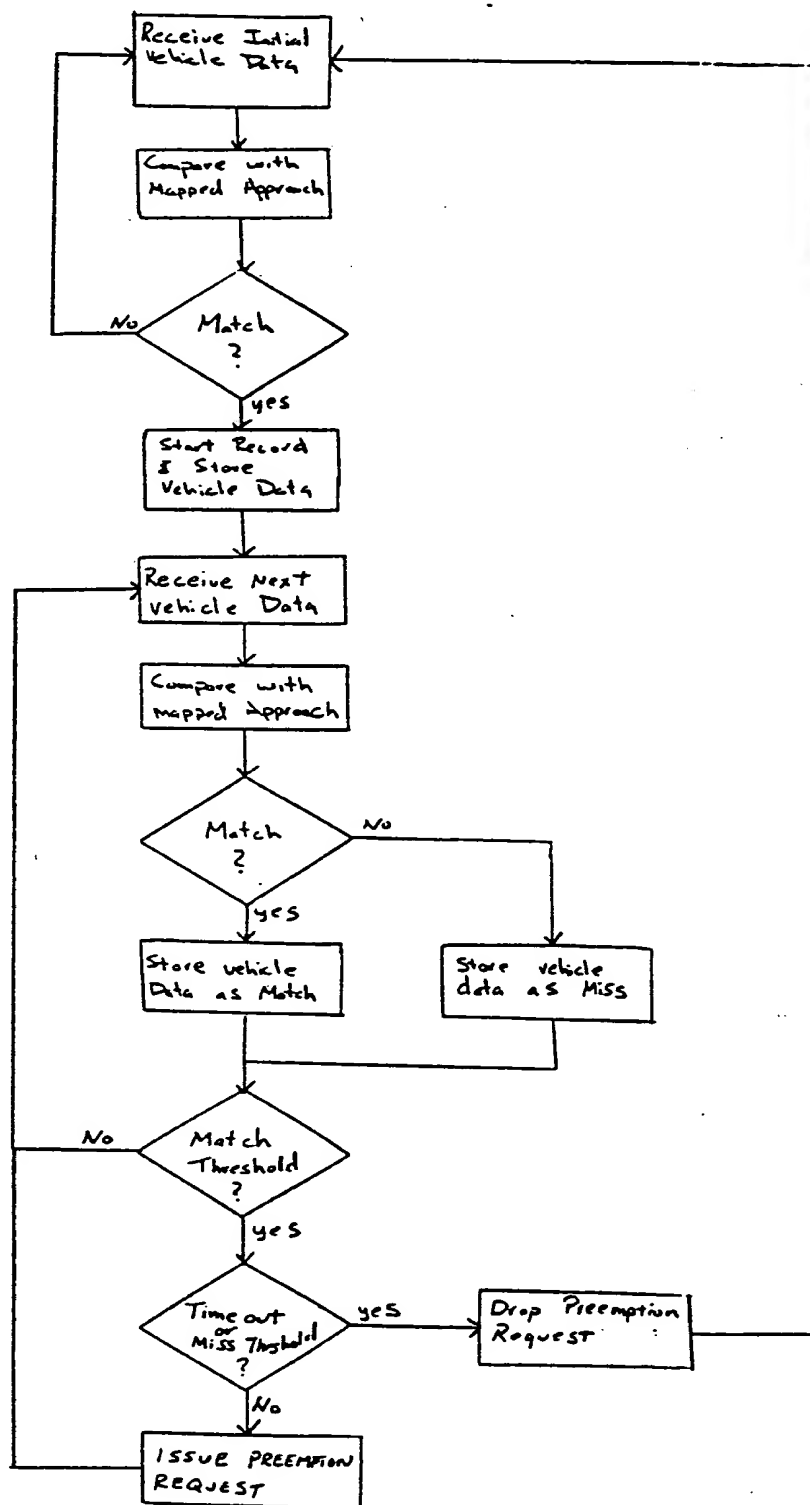 Receive Initial
Vehicle Data
Compare with
Mapped Approach
Match
?
No
yes
Start Record
& Store
Vehicle Data
Receive Next
vehicle Data
Compare with
mapped Approach
Match
?
No
yes
Store vehicle
Data as Match
Store vehicle
data as Miss
Match
Threshold
?
No
yes
Time out
or
Miss Threshold
?
yes
Drop Preemption
Request
No
ISSUE PREEMPTION
REQUEST